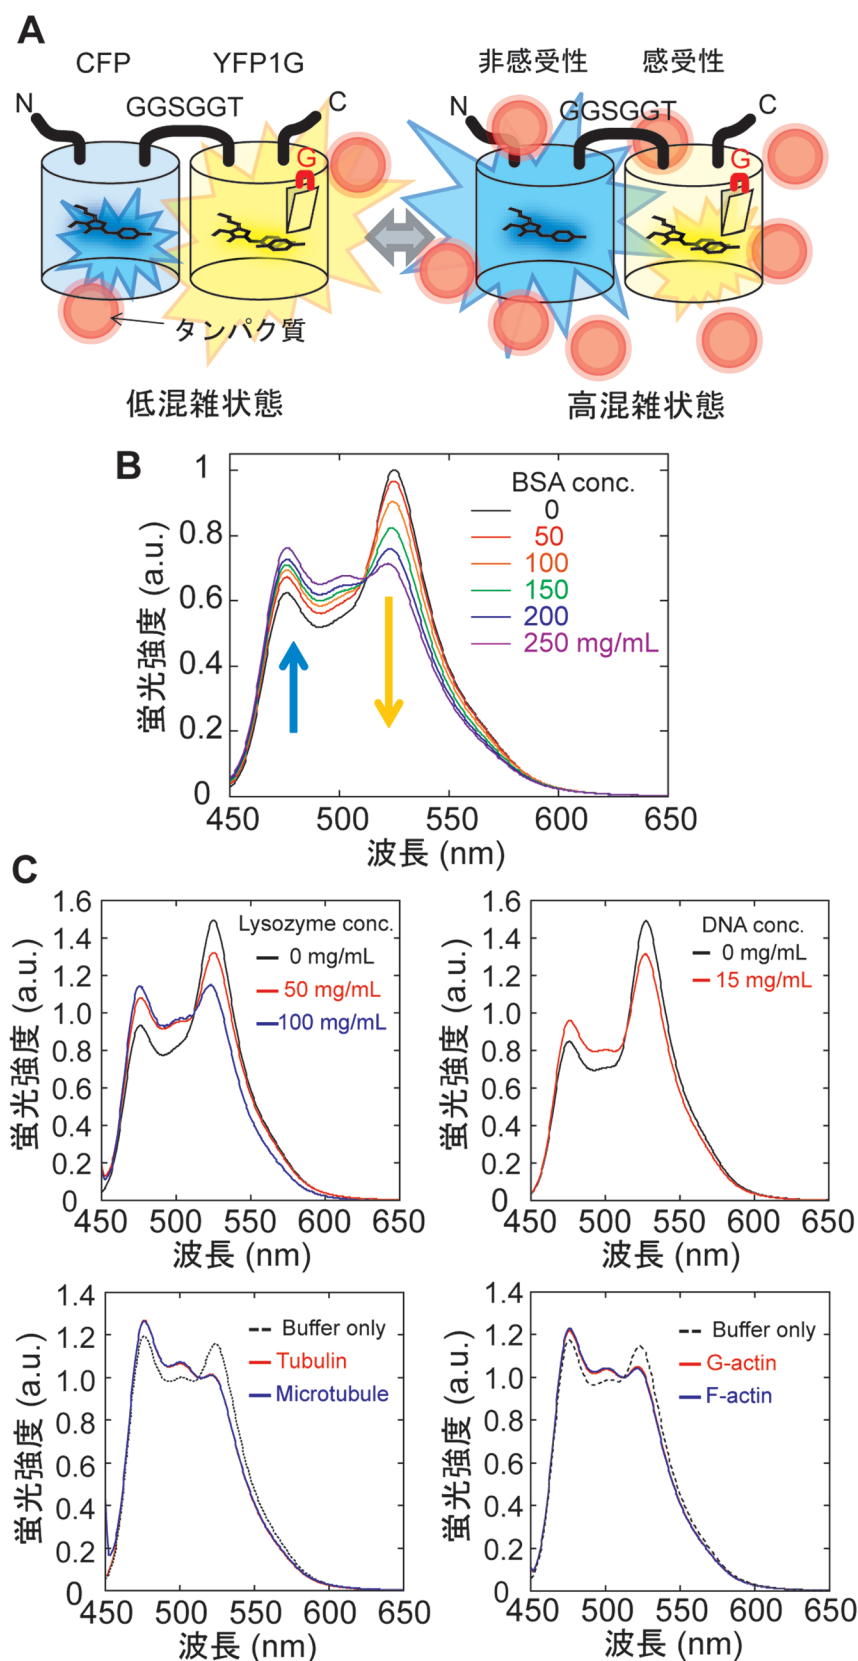 A
CFP
YFP1G
非感受性
感受性
N
GGSGGT
C
G
N
GGSGGT
C
G
タンパク質
低混雑状態
高混雑状態
B
蛍光強度 (a.u.)
1
0.8
0.6
0.4
0.2
0
BSA conc.
0
50
100
150
200
250 mg/mL
450 500 550 600 650
波長 (nm)
C
蛍光強度 (a.u.)
1.6
1.4
1.2
1.0
0.8
0.6
0.4
0.2
0
Lysozyme conc.
0 mg/mL
50 mg/mL
100 mg/mL
450 500 550 600 650
波長 (nm)
蛍光強度 (a.u.)
1.6
1.4
1.2
1.0
0.8
0.6
0.4
0.2
0
DNA conc.
0 mg/mL
15 mg/mL
450 500 550 600 650
波長 (nm)
蛍光強度 (a.u.)
1.4
1.2
1.0
0.8
0.6
0.4
0.2
0
Buffer only
Tubulin
Microtubule
450 500 550 600 650
波長 (nm)
蛍光強度 (a.u.)
1.4
1.2
1.0
0.8
0.6
0.4
0.2
0
Buffer only
G-actin
F-actin
450 500 550 600 650
波長 (nm)